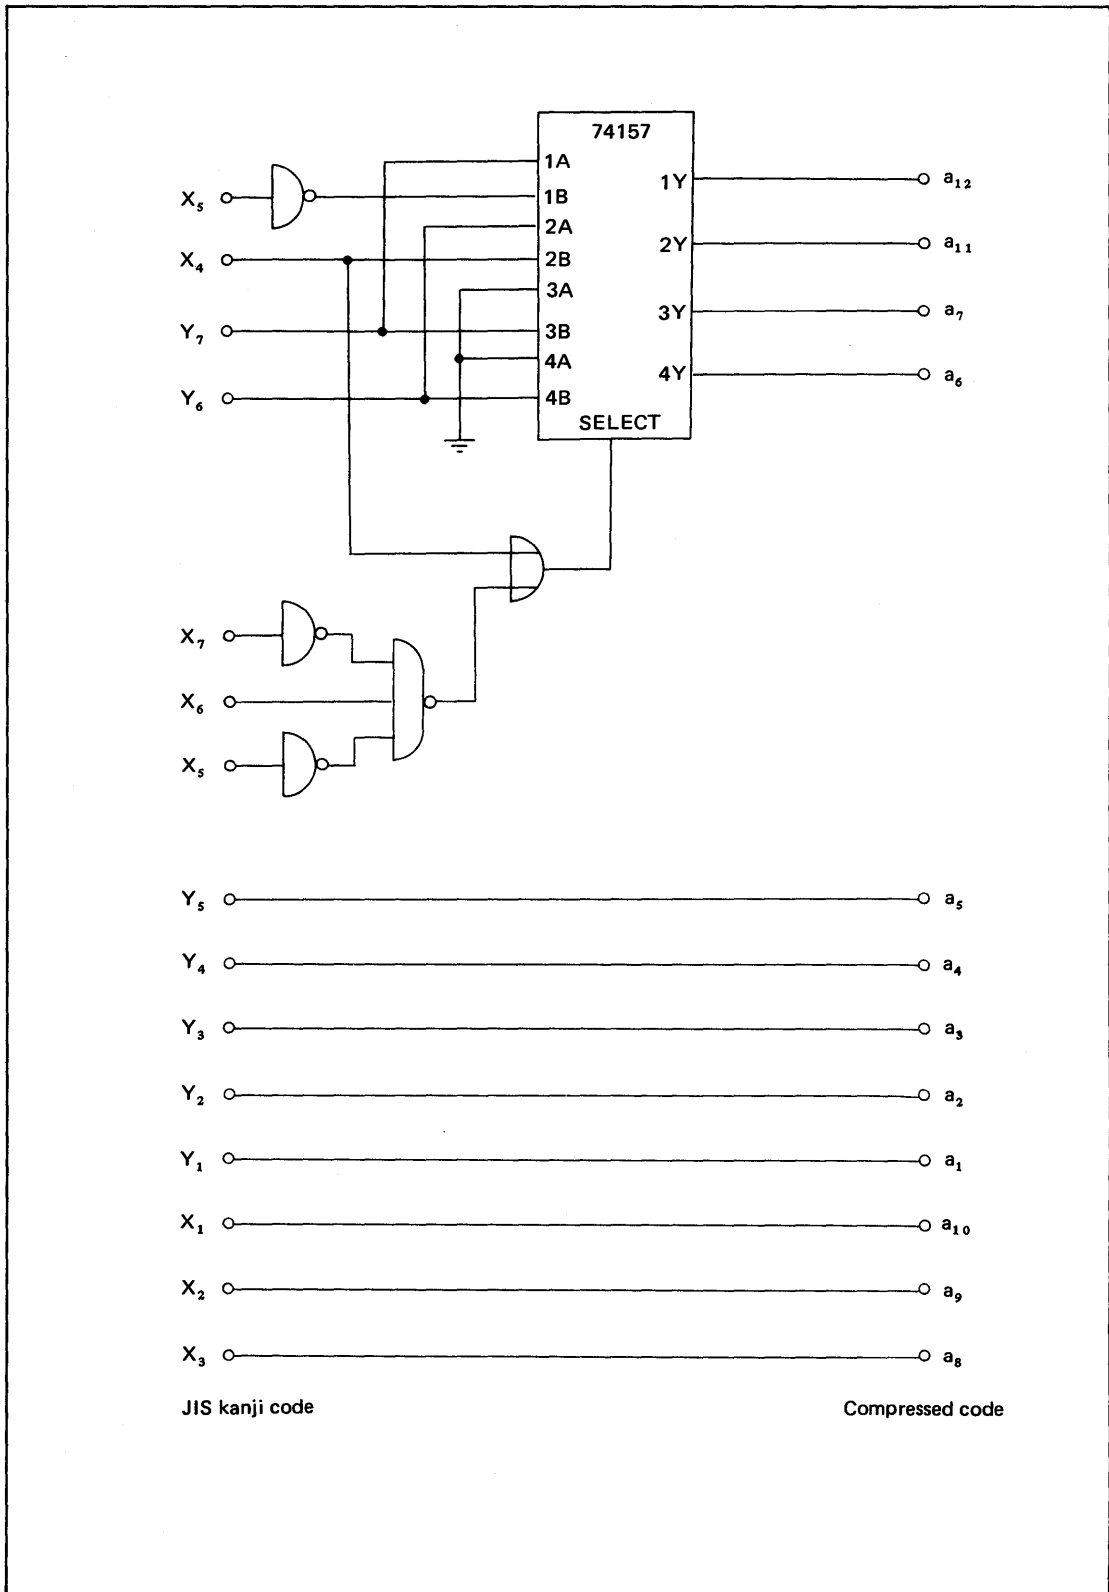 74157
1A
1Y
a₁₂
X₅
1B
2A
X₄
2B
2Y
a₁₁
3A
Y₇
3B
3Y
a₇
4A
4Y
a₆
Y₆
4B
SELECT
X₇
X₆
X₅
Y₅ a₅
Y₄ a₄
Y₃ a₃
Y₂ a₂
Y₁ a₁
X₁ a₁₀
X₂ a₉
X₃ a₈
JIS kanji code Compressed code